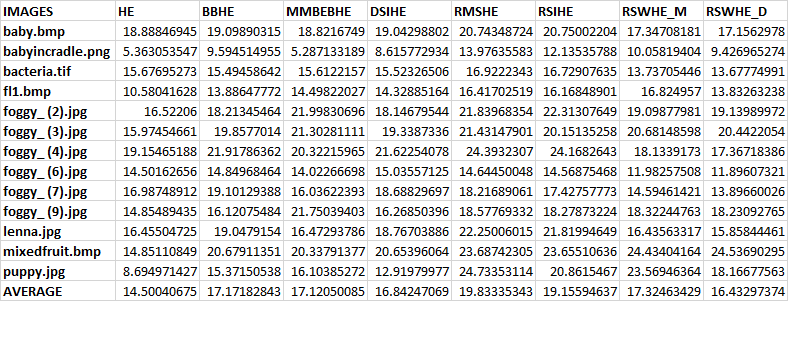 IMAGES HE BBHE MMBEBHE DSIHE RMSHE RSIHE RSWHE_M RSWHE_D
baby.bmp 18.88846945 19.09890315 18.8216749 19.04298802 20.74348724 20.75002204 17.34708181 17.1562978
babyincradle.png 5.363053547 9.594514955 5.287133189 8.615772934 13.97635583 12.13535788 10.05819404 9.426965274
bacteria.tif 15.67695273 15.49458642 15.6122157 15.52326506 16.9222343 16.72907635 13.73705446 13.67774991
fl1.bmp 10.58041628 13.88647772 14.49822027 14.32885164 16.41702519 16.16848901 16.824957 13.83263238
foggy_ (2).jpg 16.52206 18.21345464 21.99830696 18.14679544 21.83968354 22.31307649 19.09877981 19.13989972
foggy_ (3).jpg 15.97454661 19.8577014 21.30281111 19.3387336 21.43147901 20.15135258 20.68148598 20.4422054
foggy_ (4).jpg 19.15465188 21.91786362 20.32215965 21.62254078 24.3932307 24.1682643 18.1339173 17.36718386
foggy_ (6).jpg 14.50162656 14.84968464 14.02266698 15.03557125 14.64450048 14.56875468 11.98257508 11.89607321
foggy_ (7).jpg 16.98748912 19.10129388 16.03622393 18.68829697 18.21689061 17.42757773 14.59461421 13.89660026
foggy_ (9).jpg 14.85489435 16.12075484 21.75039403 16.26850396 18.57769332 18.27873224 18.32244763 18.23092765
lenna.jpg 16.45504725 19.0479154 16.47293786 18.76703886 22.25006015 21.81994649 16.43563317 15.85844461
mixedfruit.bmp 14.85110849 20.67911351 20.33791377 20.65396064 23.68742305 23.65510636 24.43404164 24.53690295
puppy.jpg 8.694971427 15.37150538 16.10385272 12.91979977 24.73353114 20.8615467 23.56946364 18.16677563
AVERAGE 14.50040675 17.17182843 17.12050085 16.84247069 19.83335343 19.15594637 17.32463429 16.43297374